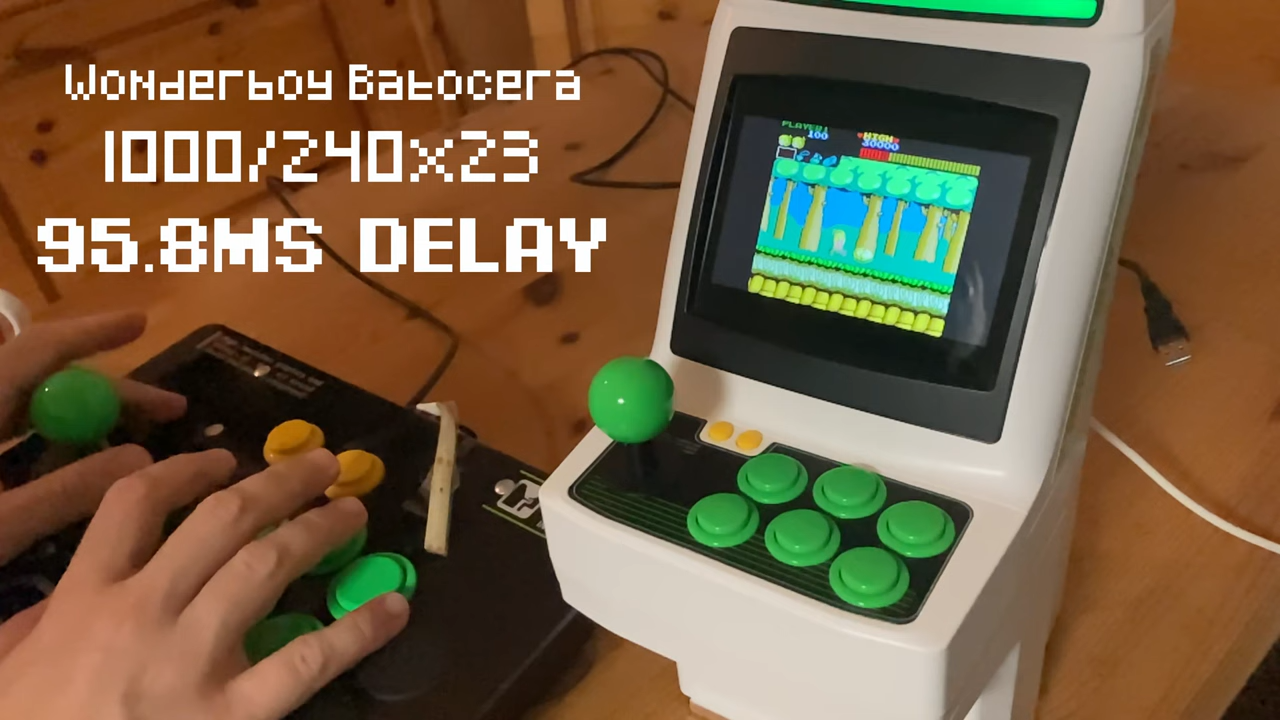 Wonderboy Batocera
1000/240x23
95.8MS DELAY
PLAYER1
100
HIGH
30000